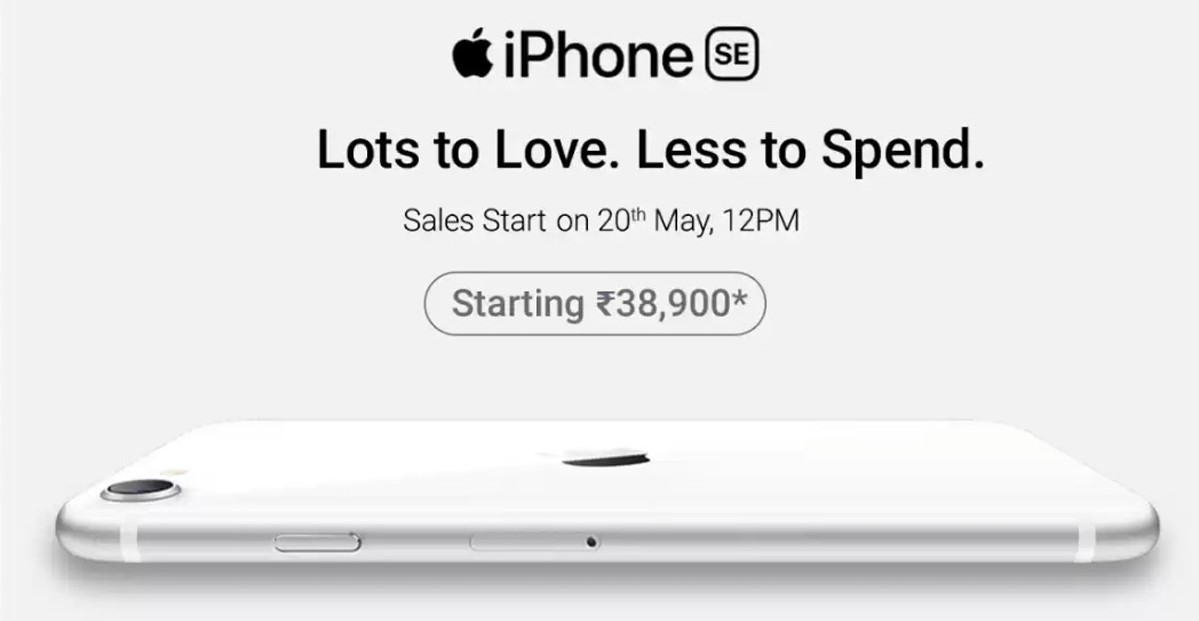 iPhone SE
Lots to Love. Less to Spend.
Sales Start on 20th May, 12PM
Starting ₹38,900*